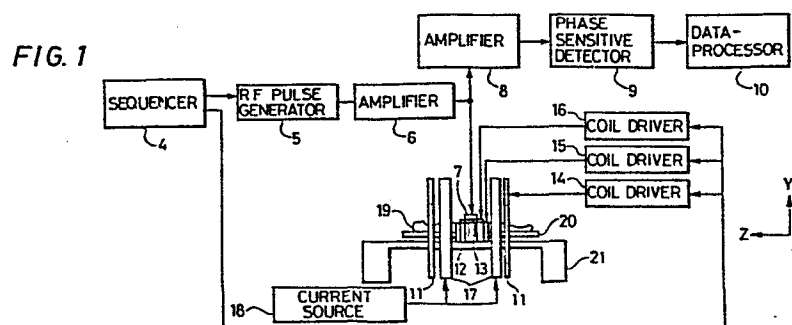 FIG. 1
SEQUENCER
4
RF PULSE
GENERATOR
5
AMPLIFIER
6
AMPLIFIER
8
PHASE
SENSITIVE
DETECTOR
9
DATA-
PROCESSOR
10
16
COIL DRIVER
15
COIL DRIVER
14
COIL DRIVER
7
19
20
Y
Z
12
13
21
11
17
11
18
CURRENT
SOURCE